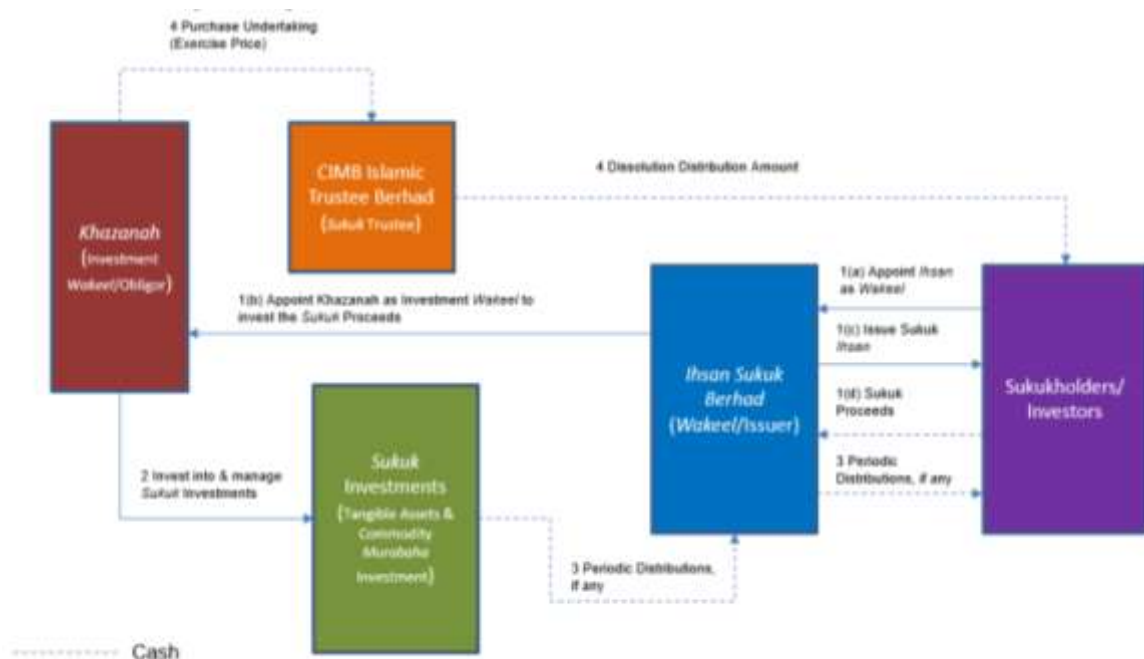 4 Purchase Undertaking
(Exercise Price)
CIMB Islamic
Trustee Berhad
(Sukuk Trustee)
4 Dissolution Distribution Amount
Khazanah
(Investment
Wakeel/Obligor)
1(b) Appoint Khazanah as Investment Wakeel to
invest the Sukuk Proceeds
1(a) Appoint Ihsan
as Wakeel
1(c) Issue Sukuk
Ihsan
Ihsan Sukuk
Berhad
(Wakeel/Issuer)
1(d) Sukuk
Proceeds
Sukukholders/
Investors
3 Periodic
Distributions, if any
2 Invest into & manage
Sukuk Investments
Sukuk
Investments
(Tangible Assets &
Commodity
Murabaha
Investment)
3 Periodic Distributions,
if any
Cash